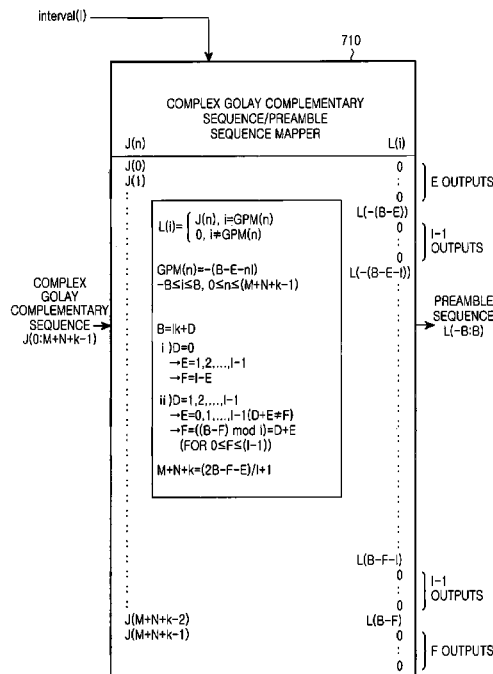 interval(I)
710
COMPLEX GOLAY COMPLEMENTARY
SEQUENCE/PREAMBLE
SEQUENCE MAPPER
J(n)
L(i)
J(0)
0
J(1)
:
0
E OUTPUTS
L(-(B-E))
0
:
0
I-1
OUTPUTS
L(-(B-E-I))
L(i)= { J(n), i=GPM(n)
0, i≠GPM(n)
GPM(n)=-(B-E-nI)
-B≤i≤B, 0≤n≤(M+N+k-1)
B=Ik+D
i )D=0
→E=1,2,...,I-1
→F=I-E
ii )D=1,2,...,I-1
→E=0,1,...,I-1(D+E≠F)
→F=((B-F) mod i)=D+E
(FOR 0≤F≤(I-1))
M+N+k=(2B-F-E)/I+1
COMPLEX
GOLAY
COMPLEMENTARY
SEQUENCE
J(0:M+N+k-1)
PREAMBLE
SEQUENCE
L(-B:B)
L(B-F-I)
0
:
0
I-1
OUTPUTS
J(M+N+k-2)
L(B-F)
J(M+N+k-1)
0
:
0
F OUTPUTS